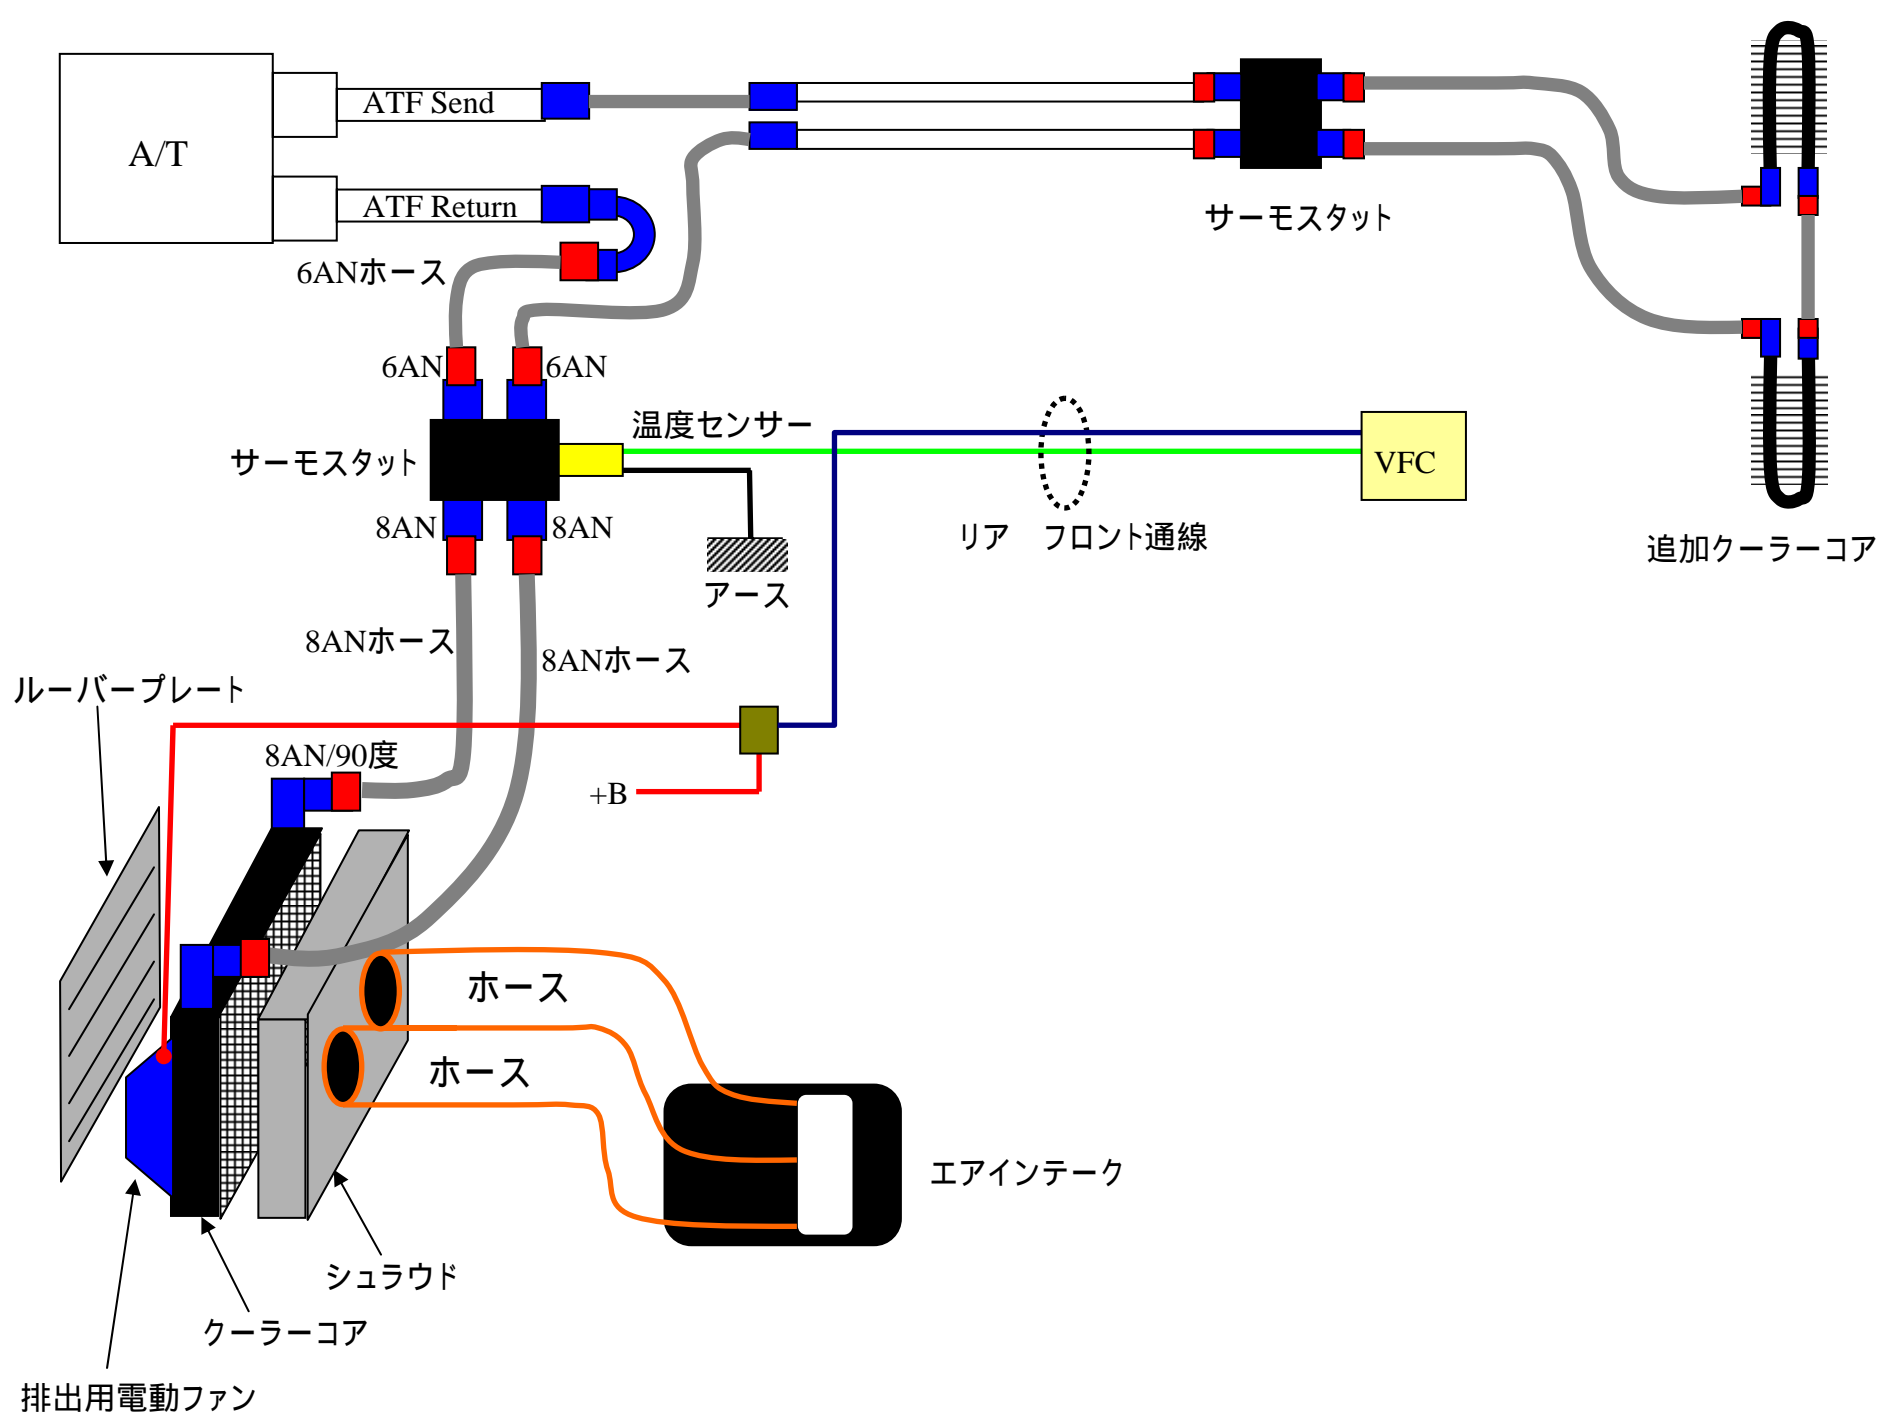 ATF Send
A/T
ATF Return
サーモスタット
6ANホース
6AN
6AN
温度センサー
サーモスタット
VFC
8AN
8AN
リア　フロント通線
追加クーラーコア
アース
8ANホース
8ANホース
ルーバープレート
8AN/90度
+B
ホース
ホース
エアインテーク
シュラウド
クーラーコア
排出用電動ファン